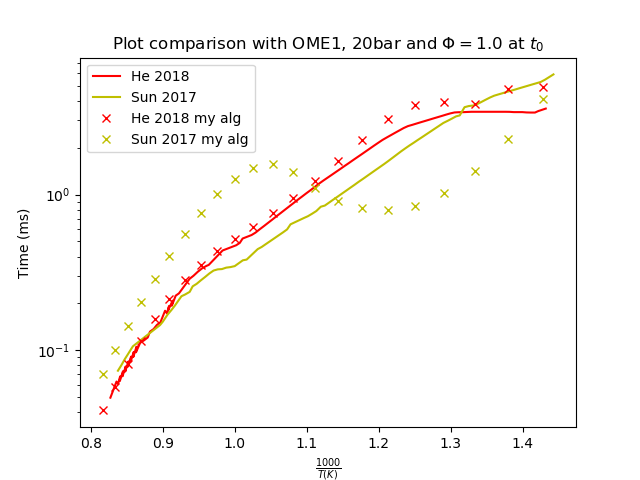 Plot comparison with OME1, 20bar and Φ = 1.0 at t₀
He 2018
Sun 2017
He 2018 my alg
Sun 2017 my alg
10⁰
10⁻¹
Time (ms)
0.8 0.9 1.0 1.1 1.2 1.3 1.4
1000
T(K)